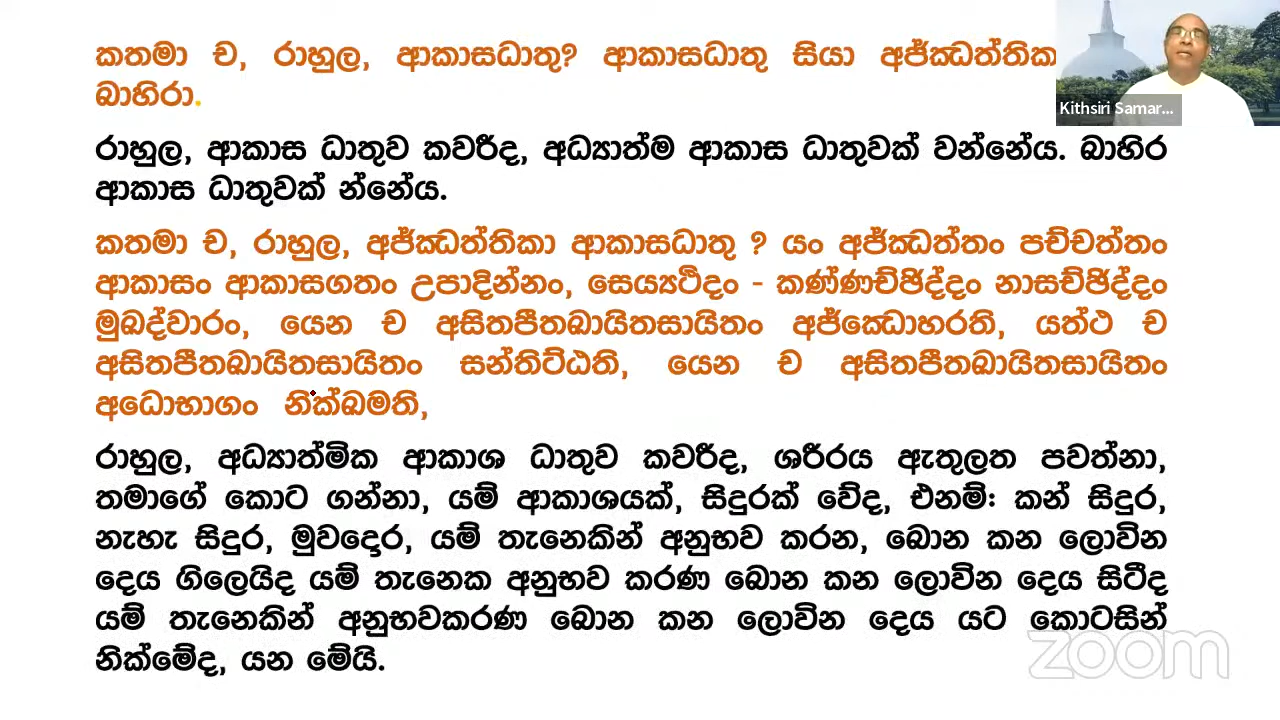 කතමා ච, රාහුල, ආකාසධාතු? ආකාසධාතු සියා අජ්ඣත්තික
බාහිරා.
Kithsiri Samar...
රාහුල, ආකාස ධාතුව කවරීද, අධ්‍යාත්ම ආකාස ධාතුවක් වන්නේය. බාහිර
ආකාස ධාතුවක් න්නේය.
කතමා ච, රාහුල, අජ්ඣත්තිකා ආකාසධාතු ? යං අජ්ඣත්තං පච්චත්තං
ආකාසං ආකාසගතං උපාදින්නං, සෙය්‍යථිදං - කණ්ණච්ඡිද්දං නාසච්ඡිද්දං
මුඛද්වාරං, යෙන ච අසිතපීතඛායිතසායිතං අජ්ඣොහරති, යත්ථ ච
අසිතපීතඛායිතසායිතං සන්තිට්ඨති, යෙන ච අසිතපීතඛායිතසායිතං
අධොභාගං නික්ඛමති,
රාහුල, අධ්‍යාත්මික ආකාශ ධාතුව කවරීද, ශරීරය ඇතුලත පවත්නා,
තමාගේ කොට ගන්නා, යම් ආකාශයක්, සිදුරක් වේද, එනම්: කන් සිදුර,
නැහැ සිදුර, මුවදොර, යම් තැනෙකින් අනුභව කරන, බොන කන ලොවින
දෙය ගිලෙයිද යම් තැනෙක අනුභව කරණ බොන කන ලොවින දෙය සිටීද
යම් තැනෙකින් අනුභවකරණ බොන කන ලොවින දෙය යට කොටසින්
නික්මේද, යන මේයි.
zoom